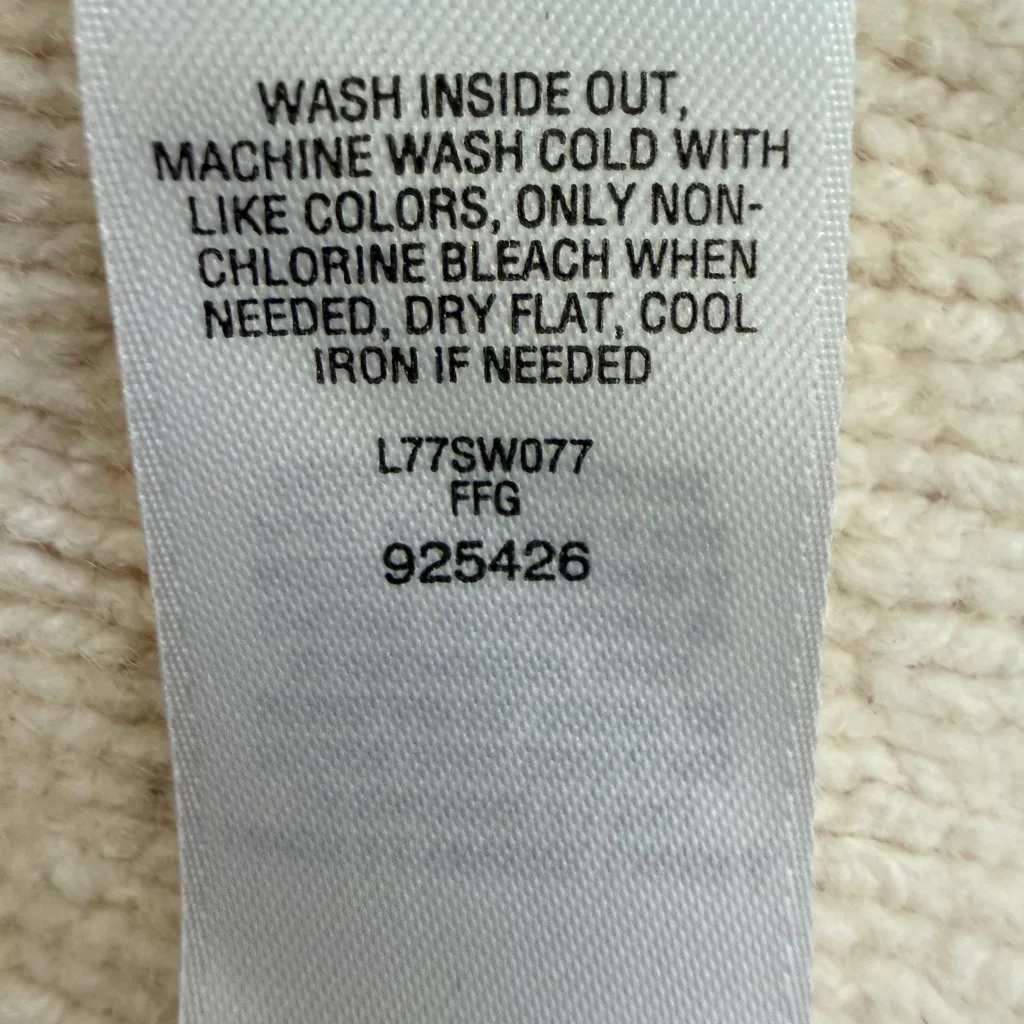 WASH INSIDE OUT,
MACHINE WASH COLD WITH
LIKE COLORS, ONLY NON-
CHLORINE BLEACH WHEN
NEEDED, DRY FLAT, COOL
IRON IF NEEDED
L77SW077
FFG
925426